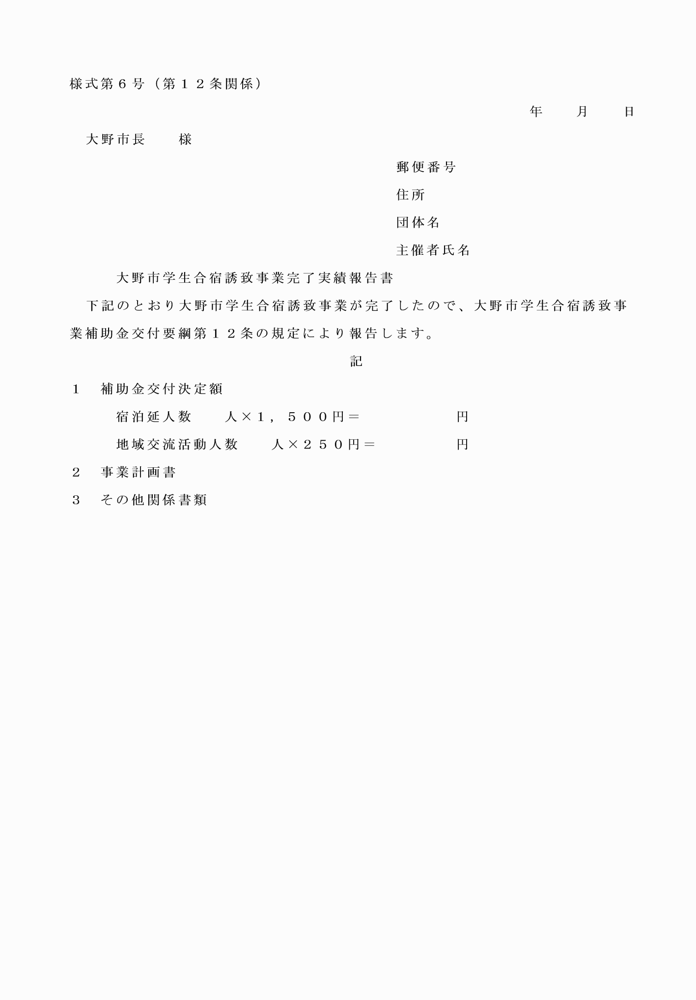 様式第６号（第１２条関係）
年　　月　　日
大野市長　　様
郵便番号
住所
団体名
主催者氏名
大野市学生合宿誘致事業完了実績報告書
下記のとおり大野市学生合宿誘致事業が完了したので、大野市学生合宿誘致事
業補助金交付要綱第１２条の規定により報告します。
記
１　補助金交付決定額
宿泊延人数　　人×１，５００円＝　　　　　　円
地域交流活動人数　　人×２５０円＝　　　　　円
２　事業計画書
３　その他関係書類